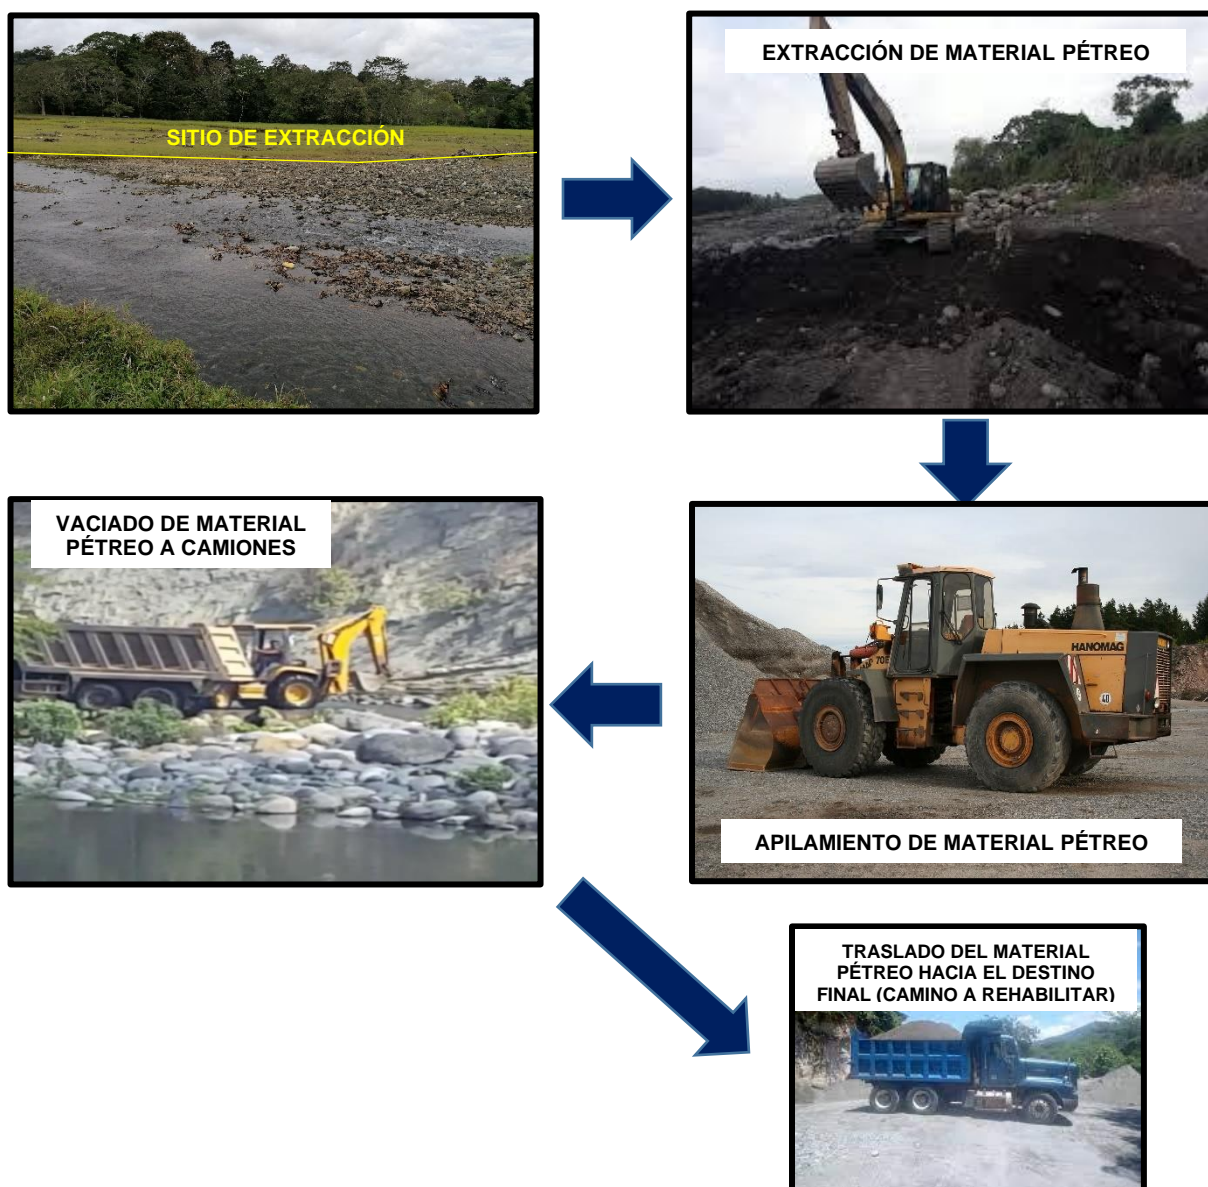 SITIO DE EXTRACCIÓN
EXTRACCIÓN DE MATERIAL PÉTREO
VACIADO DE MATERIAL
PÉTREO A CAMIONES
HANOMAG
40
APILAMIENTO DE MATERIAL PÉTREO
TRASLADO DEL MATERIAL
PÉTREO HACIA EL DESTINO
FINAL (CAMINO A REHABILITAR)